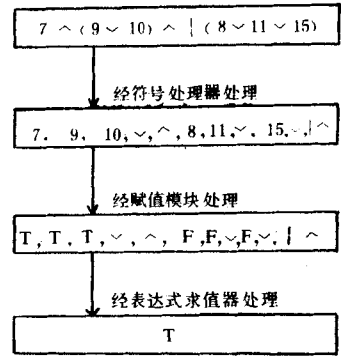 7 ︿ ( 9 ﹀ 10) ︿ ｜ ( 8 ﹀ 11 ﹀ 15)
经符号处理器处理
7. 9, 10,﹀,︿,8,11,﹀, 15,﹀,｜︿
经赋值模块处理
T, T, T, ﹀, ︿, F,F,﹀,F,﹀, ｜ ︿
经表达式求值器处理
T